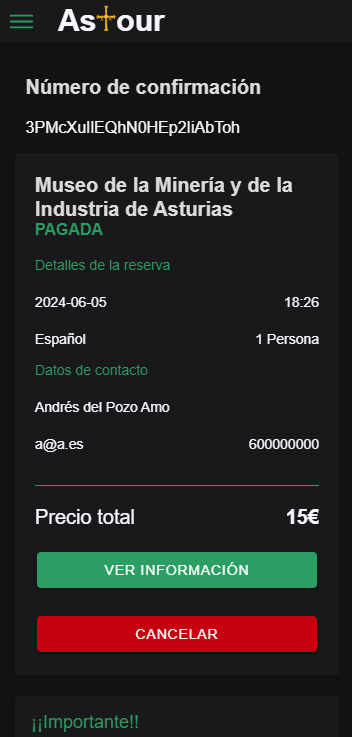 Astour
Número de confirmación
3PMcXullEQhN0HEp2IiAbToh
Museo de la Minería y de la
Industria de Asturias
PAGADA
Detalles de la reserva
2024-06-05 18:26
Español 1 Persona
Datos de contacto
Andrés del Pozo Amo
a@a.es 600000000
Precio total 15€
VER INFORMACIÓN
CANCELAR
¡¡Importante!!